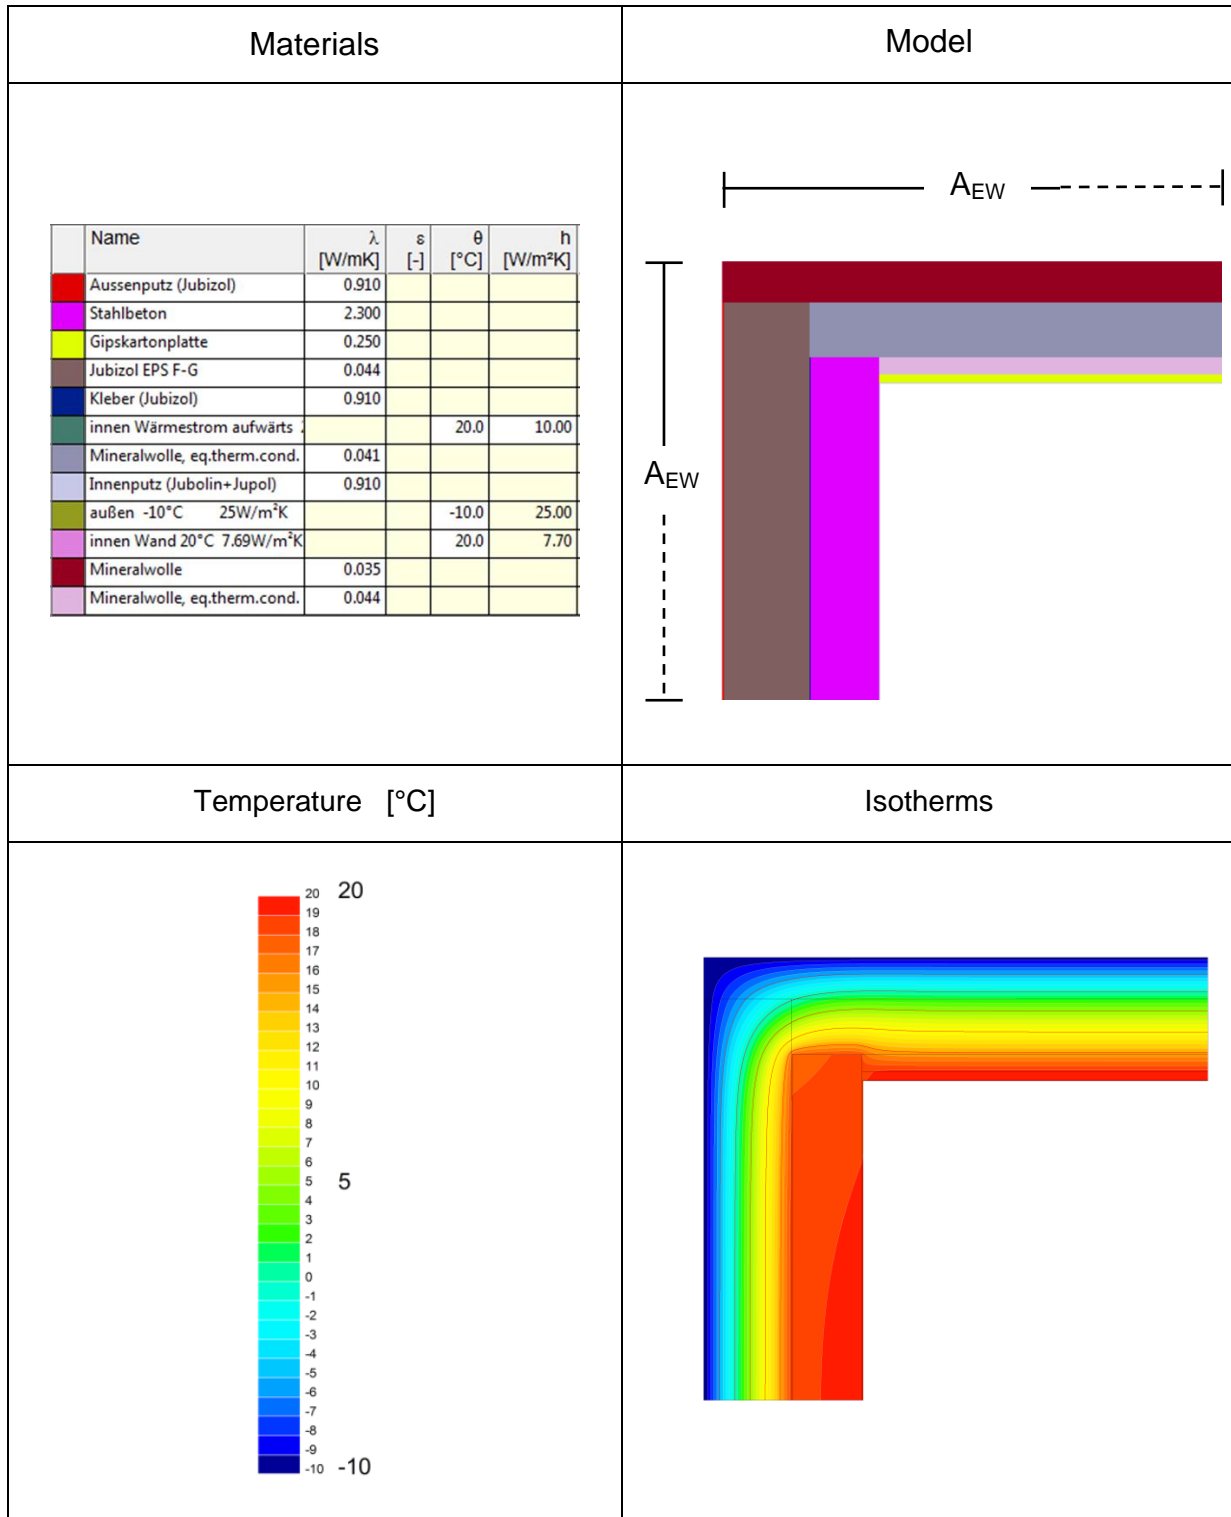 Materials
Model
Name λ ε θ h
[W/mK] [-] [°C] [W/m²K]
Aussenputz (Jubizol) 0.910
Stahlbeton 2.300
Gipskartonplatte 0.250
Jubizol EPS F-G 0.044
Kleber (Jubizol) 0.910
innen Wärmestrom aufwärts 20.0 10.00
Mineralwolle, eq.therm.cond. 0.041
Innenputz (Jubolin+Jupol) 0.910
außen -10°C 25W/m²K -10.0 25.00
innen Wand 20°C 7.69W/m²K 20.0 7.70
Mineralwolle 0.035
Mineralwolle, eq.therm.cond. 0.044
AEW
AEW
Temperature [°C]
Isotherms
20 20
19
18
17
16
15
14
13
12
11
10
9
8
7
6
5 5
4
3
2
1
0
-1
-2
-3
-4
-5
-6
-7
-8
-9
-10 -10